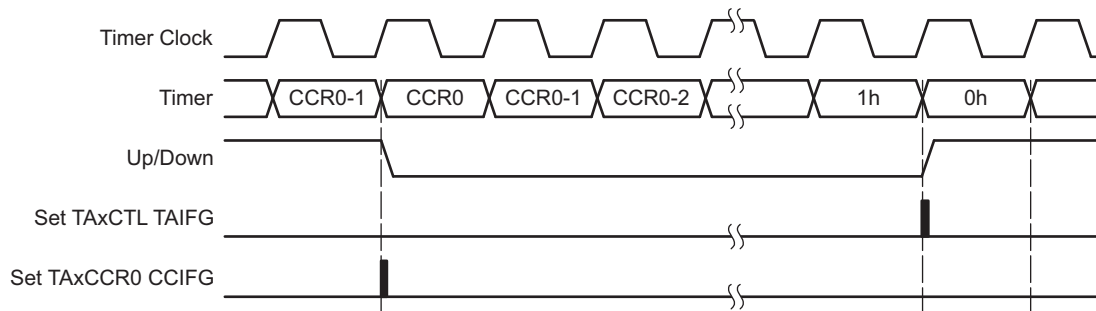 Timer Clock
Timer CCR0-1 CCR0 CCR0-1 CCR0-2 1h 0h
Up/Down
Set TAxCTL TAIFG
Set TAxCCR0 CCIFG